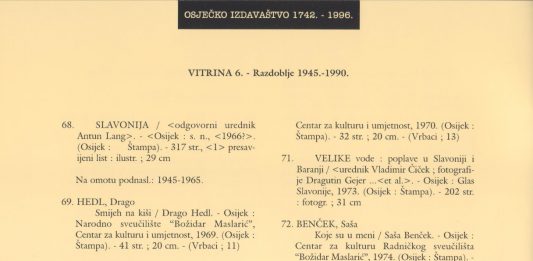 OSJEČKO IZDAVAŠTVO 1742. - 1996.
VITRINA 6. - Razdoblje 1945.-1990.
68. SLAVONIJA / <odgovorni urednik
Antun Lang>. - <Osijek : s. n., <1966?>.
(Osijek : Štampa). - 317 str., <1> presav-
ijeni list : ilustr. ; 29 cm
Na omotu podnasl.: 1945-1965.
69. HEDL, Drago
Smijeh na kiši / Drago Hedl. - Osijek :
Narodno sveučilište “Božidar Maslarić”,
Centar za kulturu i umjetnost, 1969. (Osijek :
Štampa). - 41 str. ; 20 cm. - (Vrbaci ; 11)
Centar za kulturu i umjetnost, 1970. (Osijek :
Štampa). - 32 str. ; 20 cm. - (Vrbaci ; 13)
71. VELIKE vode : poplave u Slavoniji i
Baranji / <urednik Vladimir Čiček ; fotografi-
je Dragutin Gejer ...<et al.>. - Osijek : Glas
Slavonije, 1973. (Osijek : Štampa). - 202 str.
: fotogr. ; 31 cm
72. BENČEK, Saša
Koje su u meni / Saša Benček. - Osijek :
Centar za kulturu Radničkog sveučilišta
“Božidar Maslarić”, 1974. (Osijek : Štampa). -